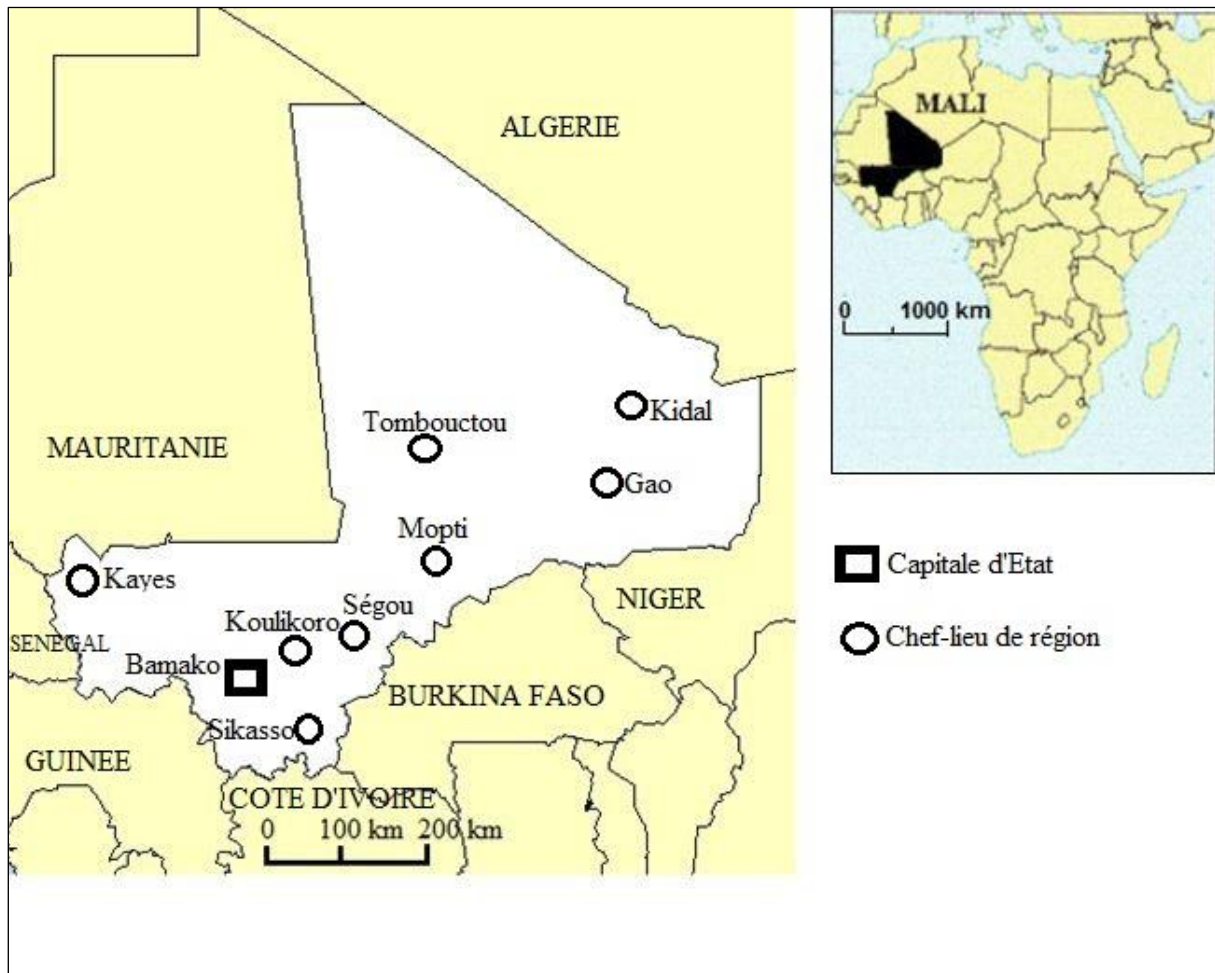 ALGERIE
MAURITANIE
Tombouctou
Kidal
Gao
Mopti
Kayes
Ségou
Koulikoro
NIGER
SENEGAL
Bamako
BURKINA FASO
Sikasso
GUINEE
COTE D'IVOIRE
0 100 km 200 km
MALI
0 1000 km
Capitale d'Etat
Chef-lieu de région